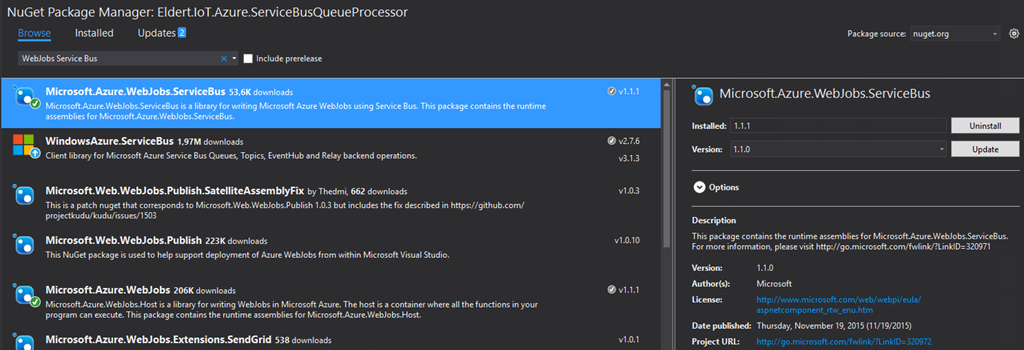 NuGet Package Manager: Eldert.IoT.Azure.ServiceBusQueueProcessor
Browse Installed Updates 2
Package source: nuget.org
WebJobs Service Bus
Include prerelease
Microsoft.Azure.WebJobs.ServiceBus 53,6K downloads v1.1.1
Microsoft.Azure.WebJobs.ServiceBus is a library for writing Microsoft Azure WebJobs using Service Bus. This package contains the runtime
assemblies for Microsoft.Azure.WebJobs.ServiceBus.
WindowsAzure.ServiceBus 1,97M downloads v2.7.6
Client library for Microsoft Azure Service Bus Queues, Topics, EventHub and Relay backend operations. v3.1.3
Microsoft.Web.WebJobs.Publish.SatelliteAssemblyFix by Thedmi, 662 downloads v1.0.3
This is a patch nuget that corresponds to Microsoft.Web.WebJobs.Publish 1.0.3 but includes the fix described in https://github.com/
projectkudu/kudu/issues/1503
Microsoft.Web.WebJobs.Publish 223K downloads v1.0.10
This NuGet package is used to help support deployment of Azure WebJobs from within Microsoft Visual Studio.
Microsoft.Azure.WebJobs 206K downloads v1.1.1
Microsoft.Azure.WebJobs.Host is a library for writing WebJobs in Microsoft Azure. The host is a container where all the functions in your
program can execute. This package contains the runtime assemblies for Microsoft.Azure.WebJobs.Host.
Microsoft.Azure.WebJobs.Extensions.SendGrid 538 downloads v1.0.1
Microsoft.Azure.WebJobs.ServiceBus
Installed: 1.1.1 Uninstall
Version: 1.1.0 Update
Options
Description
This package contains the runtime assemblies for Microsoft.Azure.WebJobs.ServiceBus.
For more information, please visit http://go.microsoft.com/fwlink/?LinkID=320971
Version: 1.1.0
Author(s): Microsoft
License: http://www.microsoft.com/web/webpi/eula/
aspnetcomponent_rtw_enu.htm
Date published: Thursday, November 19, 2015 (11/19/2015)
Project URL: http://go.microsoft.com/fwlink/?LinkID=320972